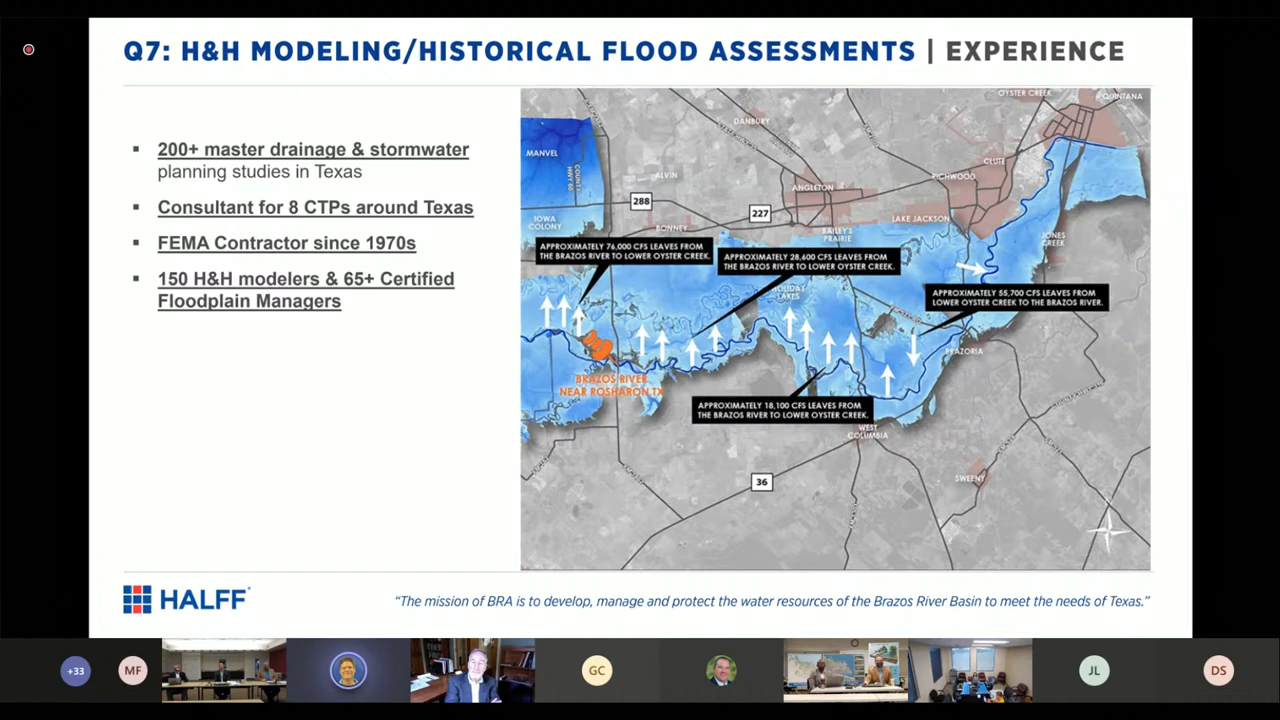 Q7: H&H MODELING/HISTORICAL FLOOD ASSESSMENTS | EXPERIENCE
200+ master drainage & stormwater
planning studies in Texas
Consultant for 8 CTPs around Texas
FEMA Contractor since 1970s
150 H&H modelers & 65+ Certified
Floodplain Managers
OYSTER CREEK
QUINTANA
DANBURY
MANVEL
CLUTE
COUNTY
HWY 60
ALVIN
RICHWOOD
ANGLETON
288
227
IOWA
COLONY
BONNEY
LAKE JACKSON
BAILEY'S
PRAIRIE
JONES
CREEK
APPROXIMATELY 76,000 CFS LEAVES FROM
THE BRAZOS RIVER TO LOWER OYSTER CREEK.
APPROXIMATELY 28,600 CFS LEAVES FROM
THE BRAZOS RIVER TO LOWER OYSTER CREEK.
HOLIDAY
LAKES
APPROXIMATELY 55,700 CFS LEAVES FROM
LOWER OYSTER CREEK TO THE BRAZOS RIVER.
BRAZORIA
BRAZOS RIVER
NEAR ROSHARON TX
APPROXIMATELY 18,100 CFS LEAVES FROM
THE BRAZOS RIVER TO LOWER OYSTER CREEK.
WEST
COLUMBIA
36
SWEENY
HALFF
“The mission of BRA is to develop, manage and protect the water resources of the Brazos River Basin to meet the needs of Texas.”
+33
MF
GC
JL
DS